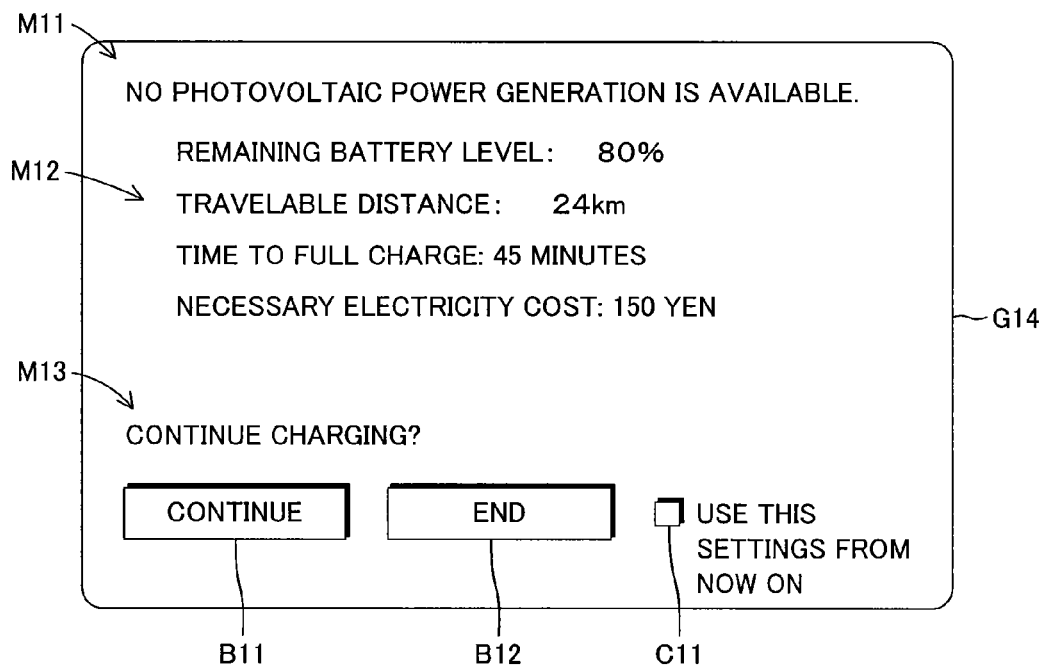 M11
NO PHOTOVOLTAIC POWER GENERATION IS AVAILABLE.
REMAINING BATTERY LEVEL: 80%
M12
TRAVELABLE DISTANCE: 24km
TIME TO FULL CHARGE: 45 MINUTES
NECESSARY ELECTRICITY COST: 150 YEN
G14
M13
CONTINUE CHARGING?
CONTINUE
END
USE THIS
SETTINGS FROM
NOW ON
B11
B12
C11